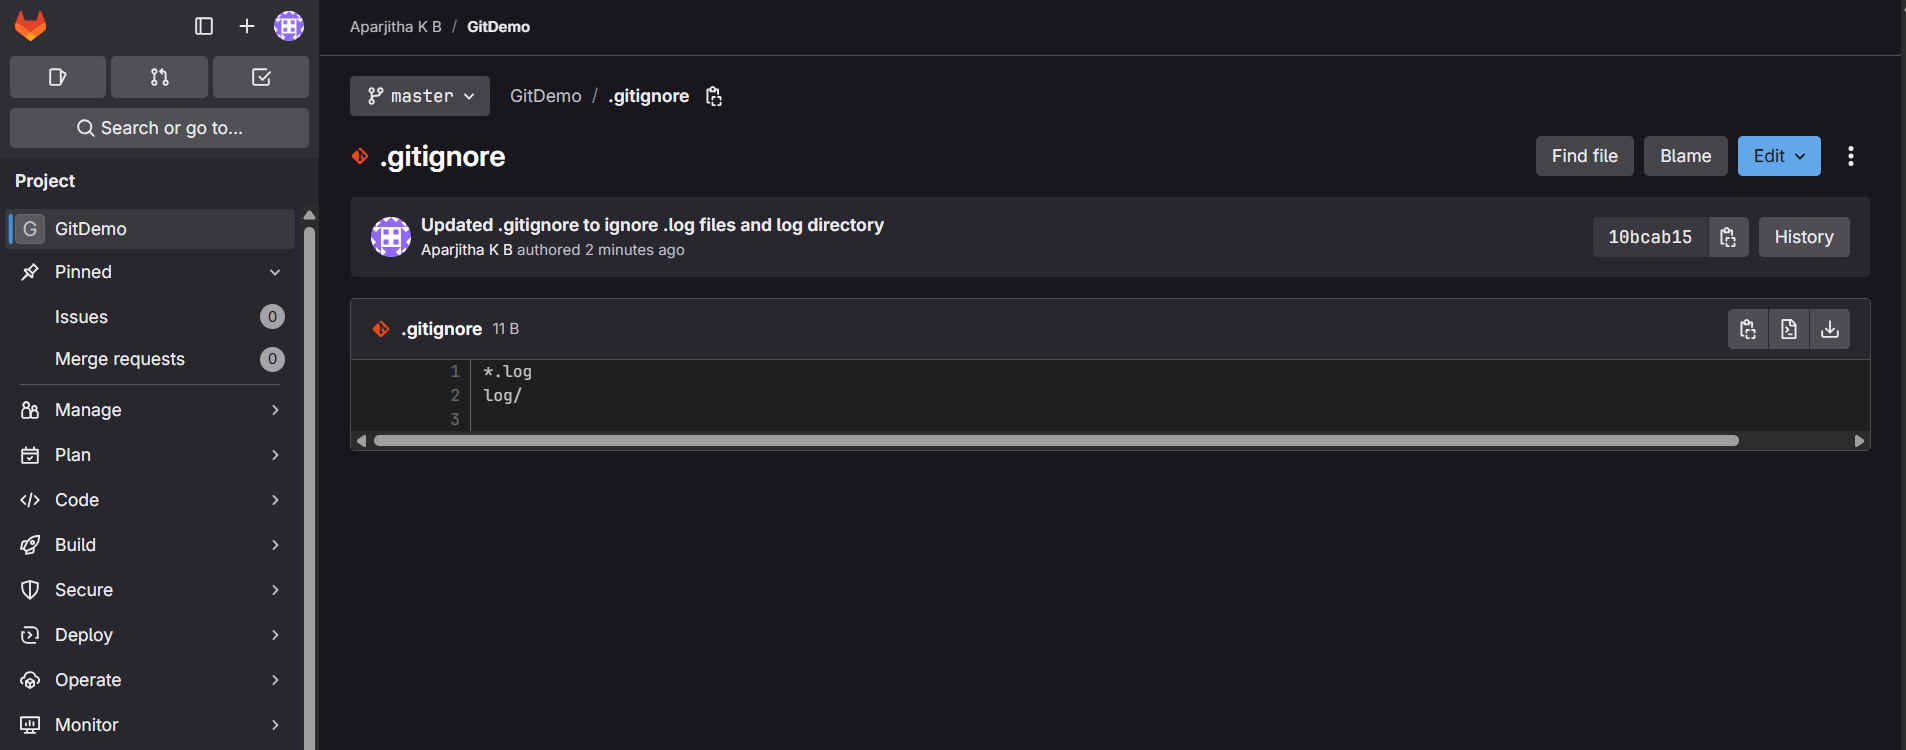 Aparjitha K B / GitDemo
Search or go to...
Project
G GitDemo
Pinned
Issues 0
Merge requests 0
Manage
Plan
Code
Build
Secure
Deploy
Operate
Monitor
master GitDemo / .gitignore
.gitignore
Find file Blame Edit
Updated .gitignore to ignore .log files and log directory
Aparjitha K B authored 2 minutes ago
10bcab15 History
.gitignore 11 B
1 *.log
2 log/
3